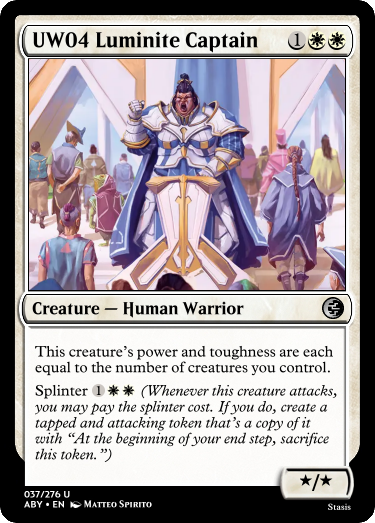 UW04 Luminite Captain 1
Creature — Human Warrior
This creature's power and toughness are each
equal to the number of creatures you control.
Splinter 1 (Whenever this creature attacks,
you may pay the splinter cost. If you do, create a
tapped and attacking token that's a copy of it
with “At the beginning of your end step, sacrifice
this token.”)
*/*
037/276 U
ABY • EN Matteo Spirito
Stasis